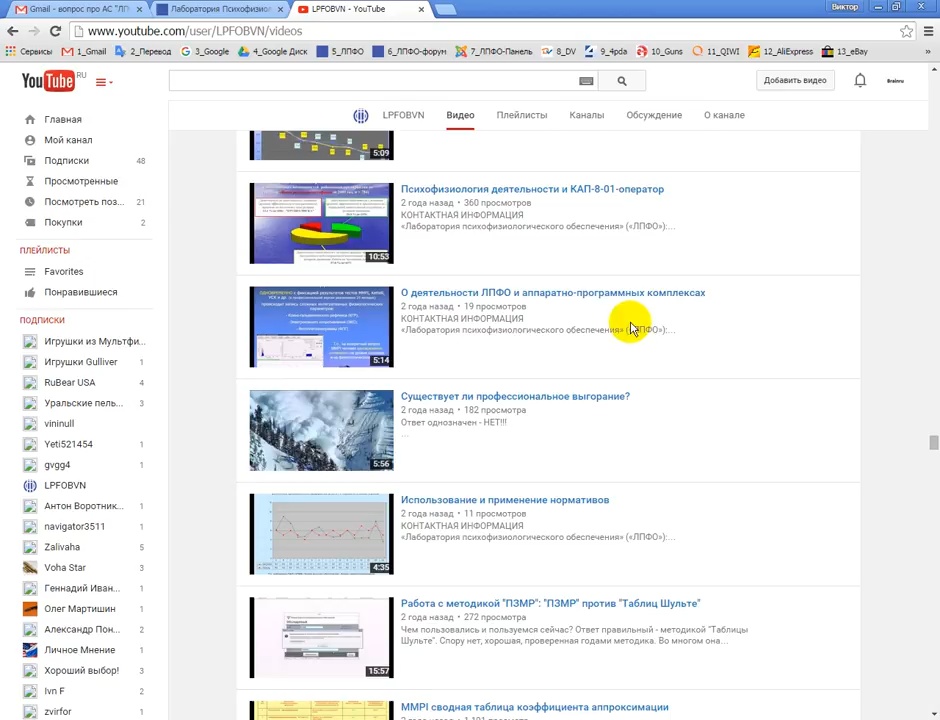 Gmail - вопрос про АС "ЛП
Лаборатория Психофизиол
LPFOBVN - YouTube
Виктор
www.youtube.com/user/LPFOBVN/videos
Сервисы
1_Gmail
2_Перевод
3_Google
4_Google Диск
5_ЛПФО
6_ЛПФО-форум
7_ЛПФО-Панель
8_DV
9_4pda
10_Guns
11_QIWI
12_AliExpress
13_eBay
»
YouTube RU
Добавить видео
Brainru
LPFOBVN
Видео
Плейлисты
Каналы
Обсуждение
О канале
Главная
Мой канал
Подписки 48
Просмотренные
Посмотреть поз... 21
Покупки 2
ПЛЕЙЛИСТЫ
Favorites
Понравившиеся
ПОДПИСКИ
Игрушки из Мультфи...
Игрушки Gulliver 1
RuBear USA 4
Уральские пель... 3
vininull
Yeti521454 1
gvgg4 1
LPFOBVN
Антон Воротник...
navigator3511 1
Zalivaha 5
Voha Star 3
Геннадий Иван... 1
Олег Мартишин 1
Александр Пон... 1
Личное Мнение 1
Хороший выбор! 3
Ivn F 2
zvirfor 1
5:09
10:53
Психофизиология деятельности и КАП-8-01-оператор
2 года назад • 360 просмотров
КОНТАКТНАЯ ИНФОРМАЦИЯ
«Лаборатория психофизиологического обеспечения» («ЛПФО»):...
5:14
О деятельности ЛПФО и аппаратно-программных комплексах
2 года назад • 19 просмотров
КОНТАКТНАЯ ИНФОРМАЦИЯ
«Лаборатория психофизиологического обеспечения» («ЛПФО»):...
5:56
Существует ли профессиональное выгорание?
2 года назад • 182 просмотра
Ответ однозначен - НЕТ!!!
...
4:35
Использование и применение нормативов
2 года назад • 11 просмотров
КОНТАКТНАЯ ИНФОРМАЦИЯ
«Лаборатория психофизиологического обеспечения» («ЛПФО»):...
15:57
Работа с методикой "ПЗМР": "ПЗМР" против "Таблиц Шульте"
2 года назад • 272 просмотра
Чем пользовались и пользуемся сейчас? Ответ правильный - методикой "Таблицы
Шульте". Спору нет, хорошая, проверенная годами методика. Во многом она...
MMPI сводная таблица коэффициента аппроксимации